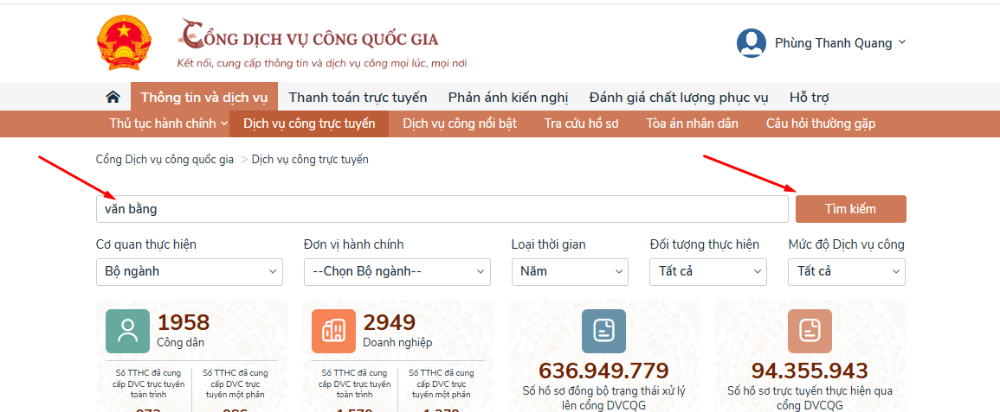 CỔNG DỊCH VỤ CÔNG QUỐC GIA
Kết nối, cung cấp thông tin và dịch vụ công mọi lúc, mọi nơi
Phùng Thanh Quang
Thông tin và dịch vụ Thanh toán trực tuyến Phản ánh kiến nghị Đánh giá chất lượng phục vụ Hỗ trợ
Thủ tục hành chính Dịch vụ công trực tuyến Dịch vụ công nổi bật Tra cứu hồ sơ Tòa án nhân dân Câu hỏi thường gặp
Cổng Dịch vụ công quốc gia > Dịch vụ công trực tuyến
văn bằng Tìm kiếm
Cơ quan thực hiện Đơn vị hành chính Loại thời gian Đối tượng thực hiện Mức độ Dịch vụ công
Bộ ngành --Chọn Bộ ngành-- Năm Tất cả Tất cả
1958
Công dân
Số TTHC đã cung
cấp DVC trực tuyến
toàn trình
Số TTHC đã cung
cấp DVC trực
tuyến một phần
2949
Doanh nghiệp
Số TTHC đã cung
cấp DVC trực tuyến
toàn trình
Số TTHC đã cung
cấp DVC trực
tuyến một phần
636.949.779
Số hồ sơ đồng bộ trạng thái xử lý
lên cổng DVCQG
94.355.943
Số hồ sơ trực tuyến thực hiện qua
cổng DVCQG